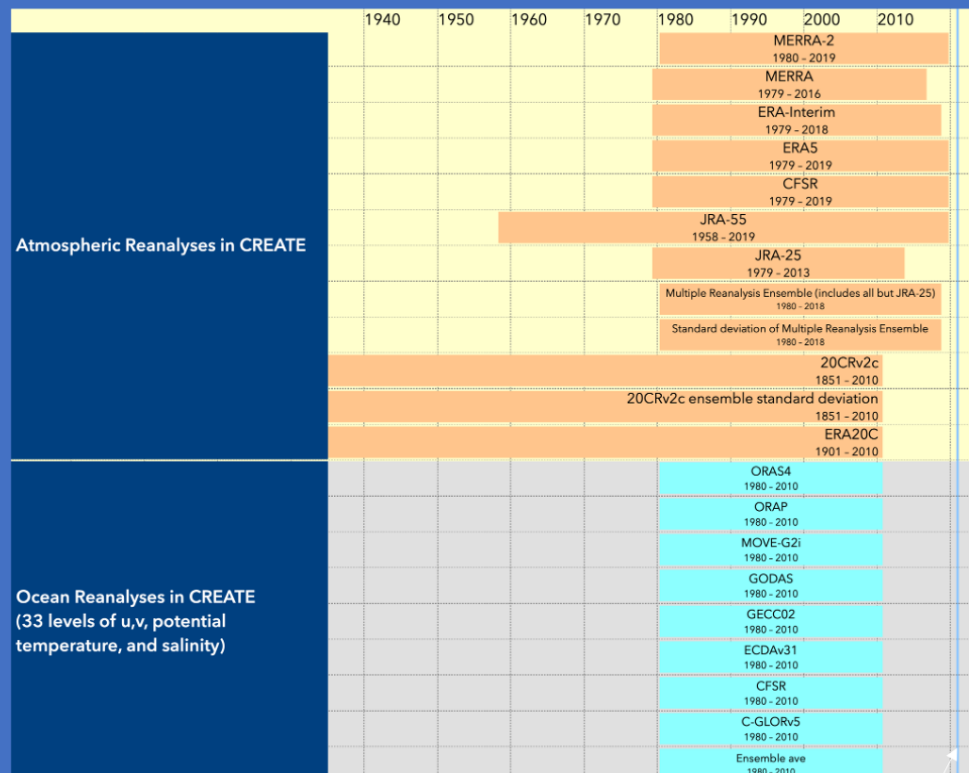 1940 1950 1960 1970 1980 1990 2000 2010
MERRA-2
1980 - 2019
MERRA
1979 - 2016
ERA-Interim
1979 - 2018
ERA5
1979 - 2019
CFSR
1979 - 2019
Atmospheric Reanalyses in CREATE
JRA-55
1958 - 2019
JRA-25
1979 - 2013
Multiple Reanalysis Ensemble (includes all but JRA-25)
1980 - 2018
Standard deviation of Multiple Reanalysis Ensemble
1980 - 2018
20CRv2c
1851 - 2010
20CRv2c ensemble standard deviation
1851 - 2010
ERA20C
1901 - 2010
Ocean Reanalyses in CREATE
(33 levels of u,v, potential
temperature, and salinity)
ORAS4
1980 - 2010
ORAP
1980 - 2010
MOVE-G2i
1980 - 2010
GODAS
1980 - 2010
GECC02
1980 - 2010
ECDAv31
1980 - 2010
CFSR
1980 - 2010
C-GLORv5
1980 - 2010
Ensemble ave
1980 - 2010